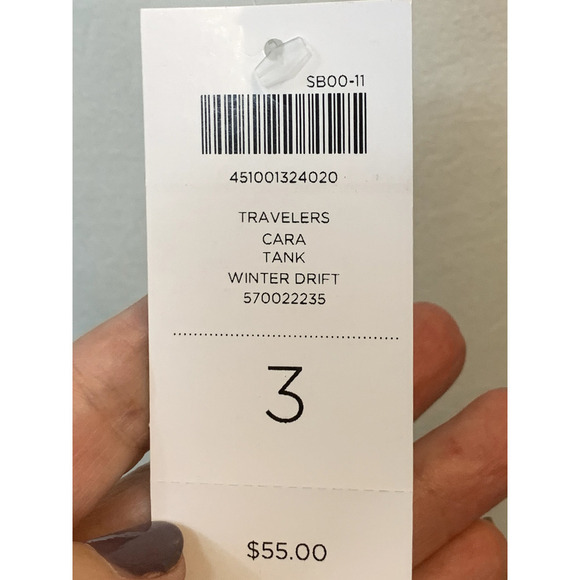 SB00-11
451001324020
TRAVELERS
CARA
TANK
WINTER DRIFT
570022235
3
$55.00